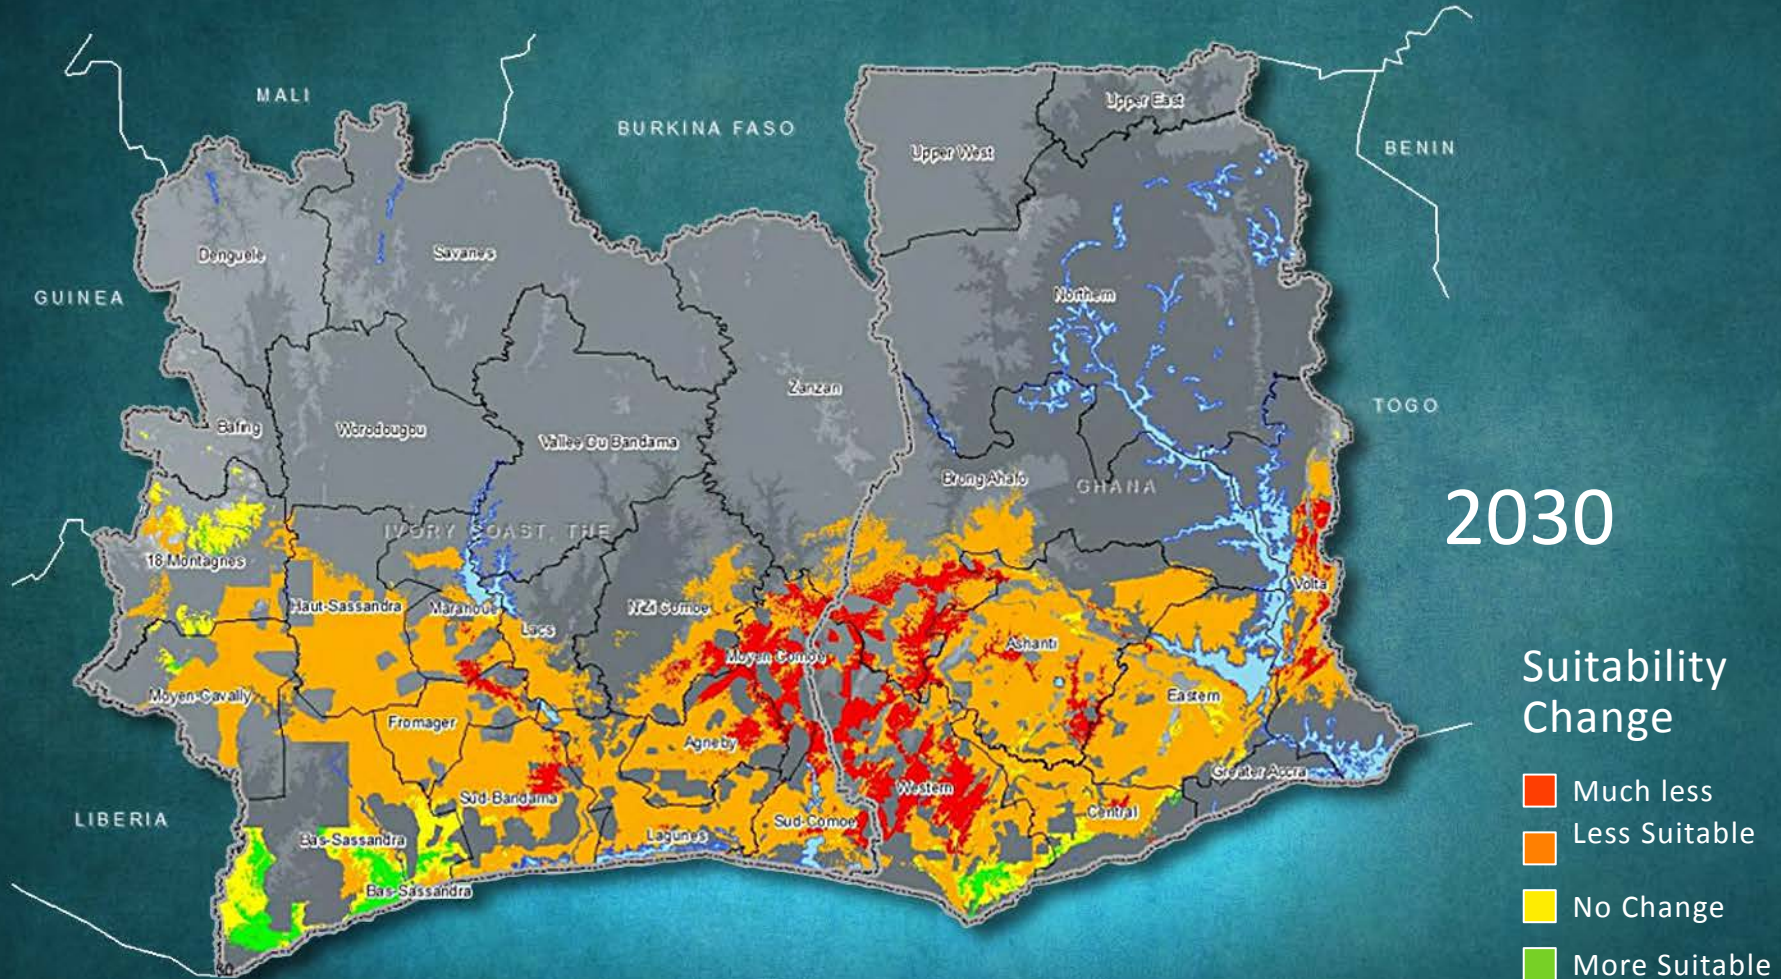 MALI
BURKINA FASO
Upper East
Upper West
BENIN
Denguele
Savanes
GUINEA
Northern
Zanzan
TOGO
Bafing
Worodougou
Vallee Du Bandama
Brong Ahafo
GHANA
2030
IVORY COAST, THE
18 Montagnes
Volta
Haut-Sassandra
Marahoue
N'Zi Comoe
Lacs
Ashanti
Moyen Comoe
Moyen-Cavally
Eastern
Fromager
Agneby
Suitability
Change
Greater Accra
Western
Sud-Bandama
Much less
Central
LIBERIA
Sud-Comoe
Lagunes
Less Suitable
Bas-Sassandra
Bas-Sassandra
No Change
More Suitable